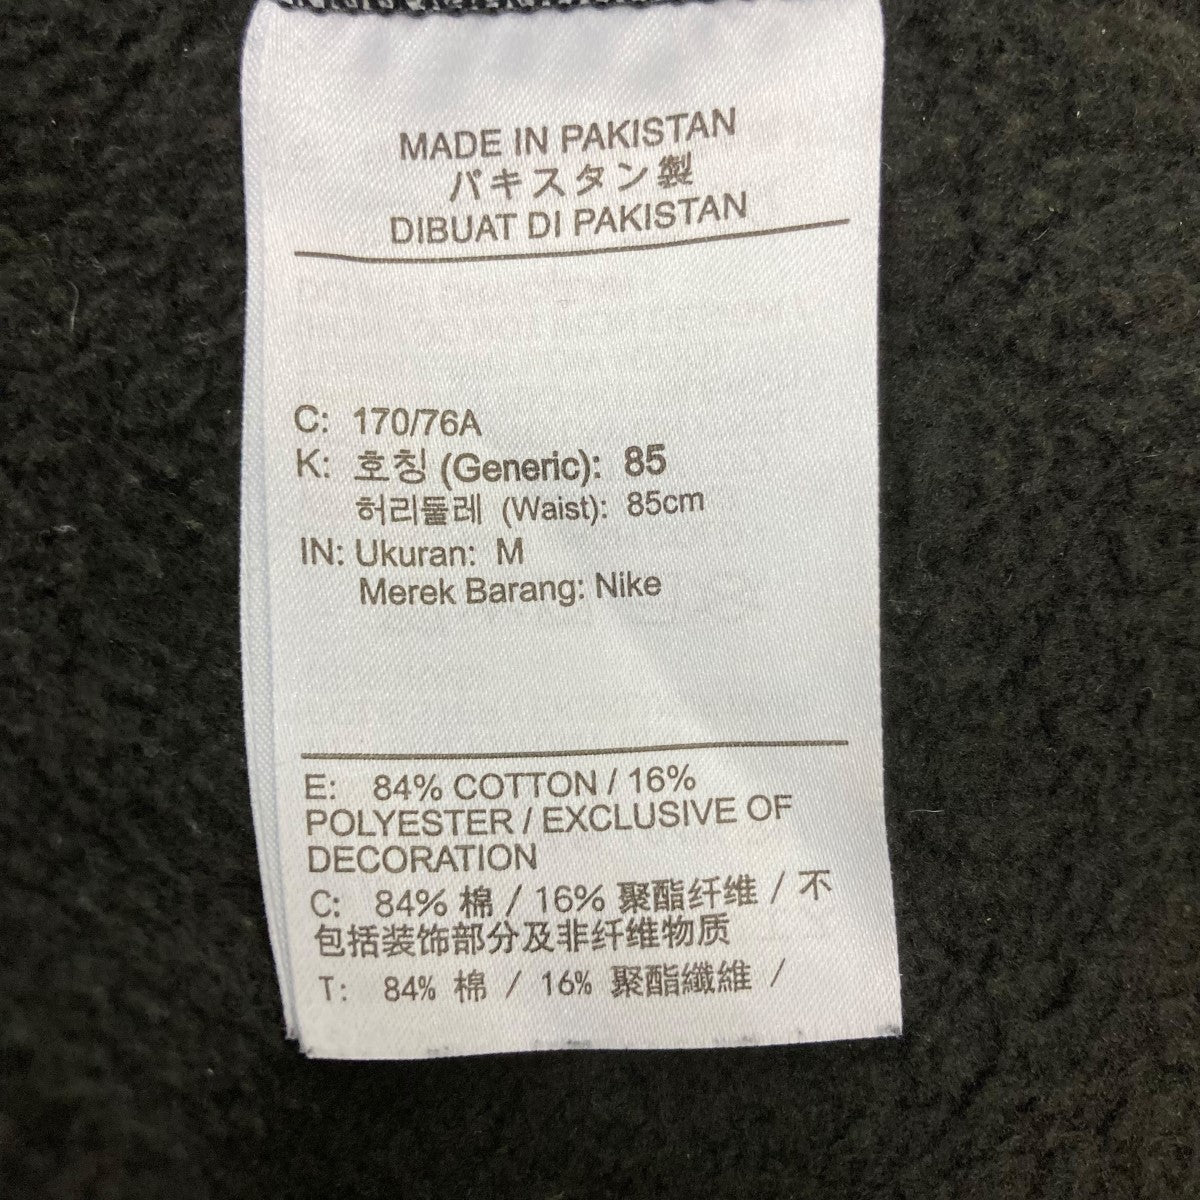 MADE IN PAKISTAN
パキスタン製
DIBUAT DI PAKISTAN
C: 170/76A
K: 호칭 (Generic): 85
허리둘레 (Waist): 85cm
IN: Ukuran: M
Merek Barang: Nike
E: 84% COTTON / 16%
POLYESTER / EXCLUSIVE OF
DECORATION
C: 84% 棉 / 16% 聚酯纤维 / 不
包括装饰部分及非纤维物质
T: 84% 棉 / 16% 聚酯纖維 /